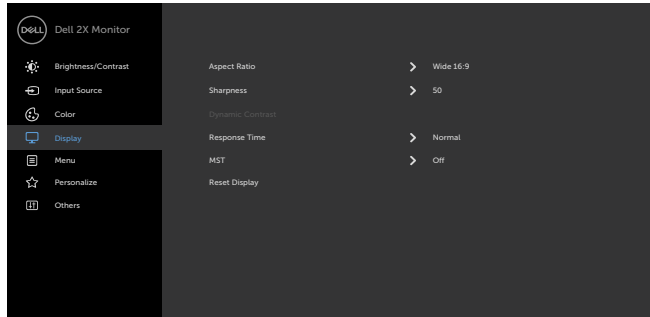 DELL Dell 2X Monitor
Brightness/Contrast Aspect Ratio Wide 16:9
Input Source Sharpness 50
Color Dynamic Contrast
Display Response Time Normal
Menu MST Off
Personalize Reset Display
Others